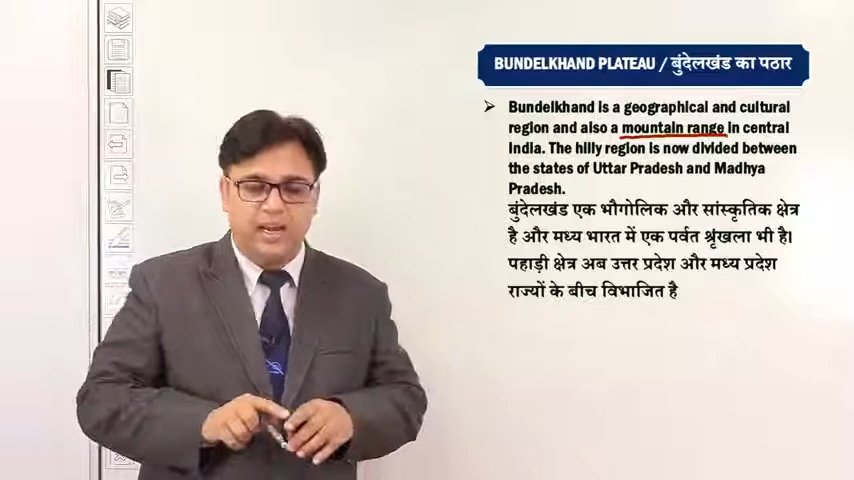 BUNDELKHAND PLATEAU / बुंदेलखंड का पठार
➢ Bundelkhand is a geographical and cultural
region and also a mountain range in central
India. The hilly region is now divided between
the states of Uttar Pradesh and Madhya
Pradesh.
बुंदेलखंड एक भौगोलिक और सांस्कृतिक क्षेत्र
है और मध्य भारत में एक पर्वत श्रृंखला भी है।
पहाड़ी क्षेत्र अब उत्तर प्रदेश और मध्य प्रदेश
राज्यों के बीच विभाजित है